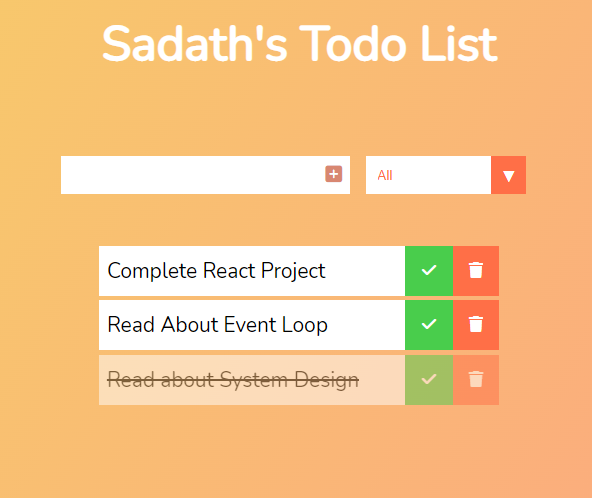 Sadath's Todo List
All
Complete React Project
Read About Event Loop
Read about System Design